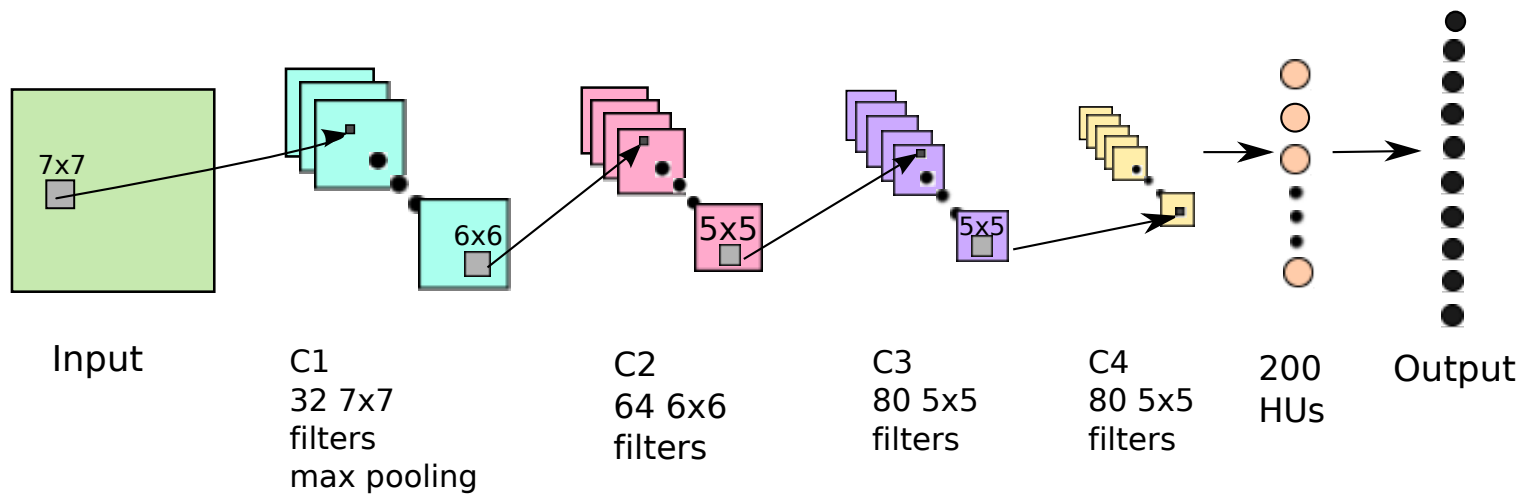 7x7
6x6
5x5
5x5
Input
C1
32 7x7
filters
max pooling
C2
64 6x6
filters
C3
80 5x5
filters
C4
80 5x5
filters
200
HUs
Output